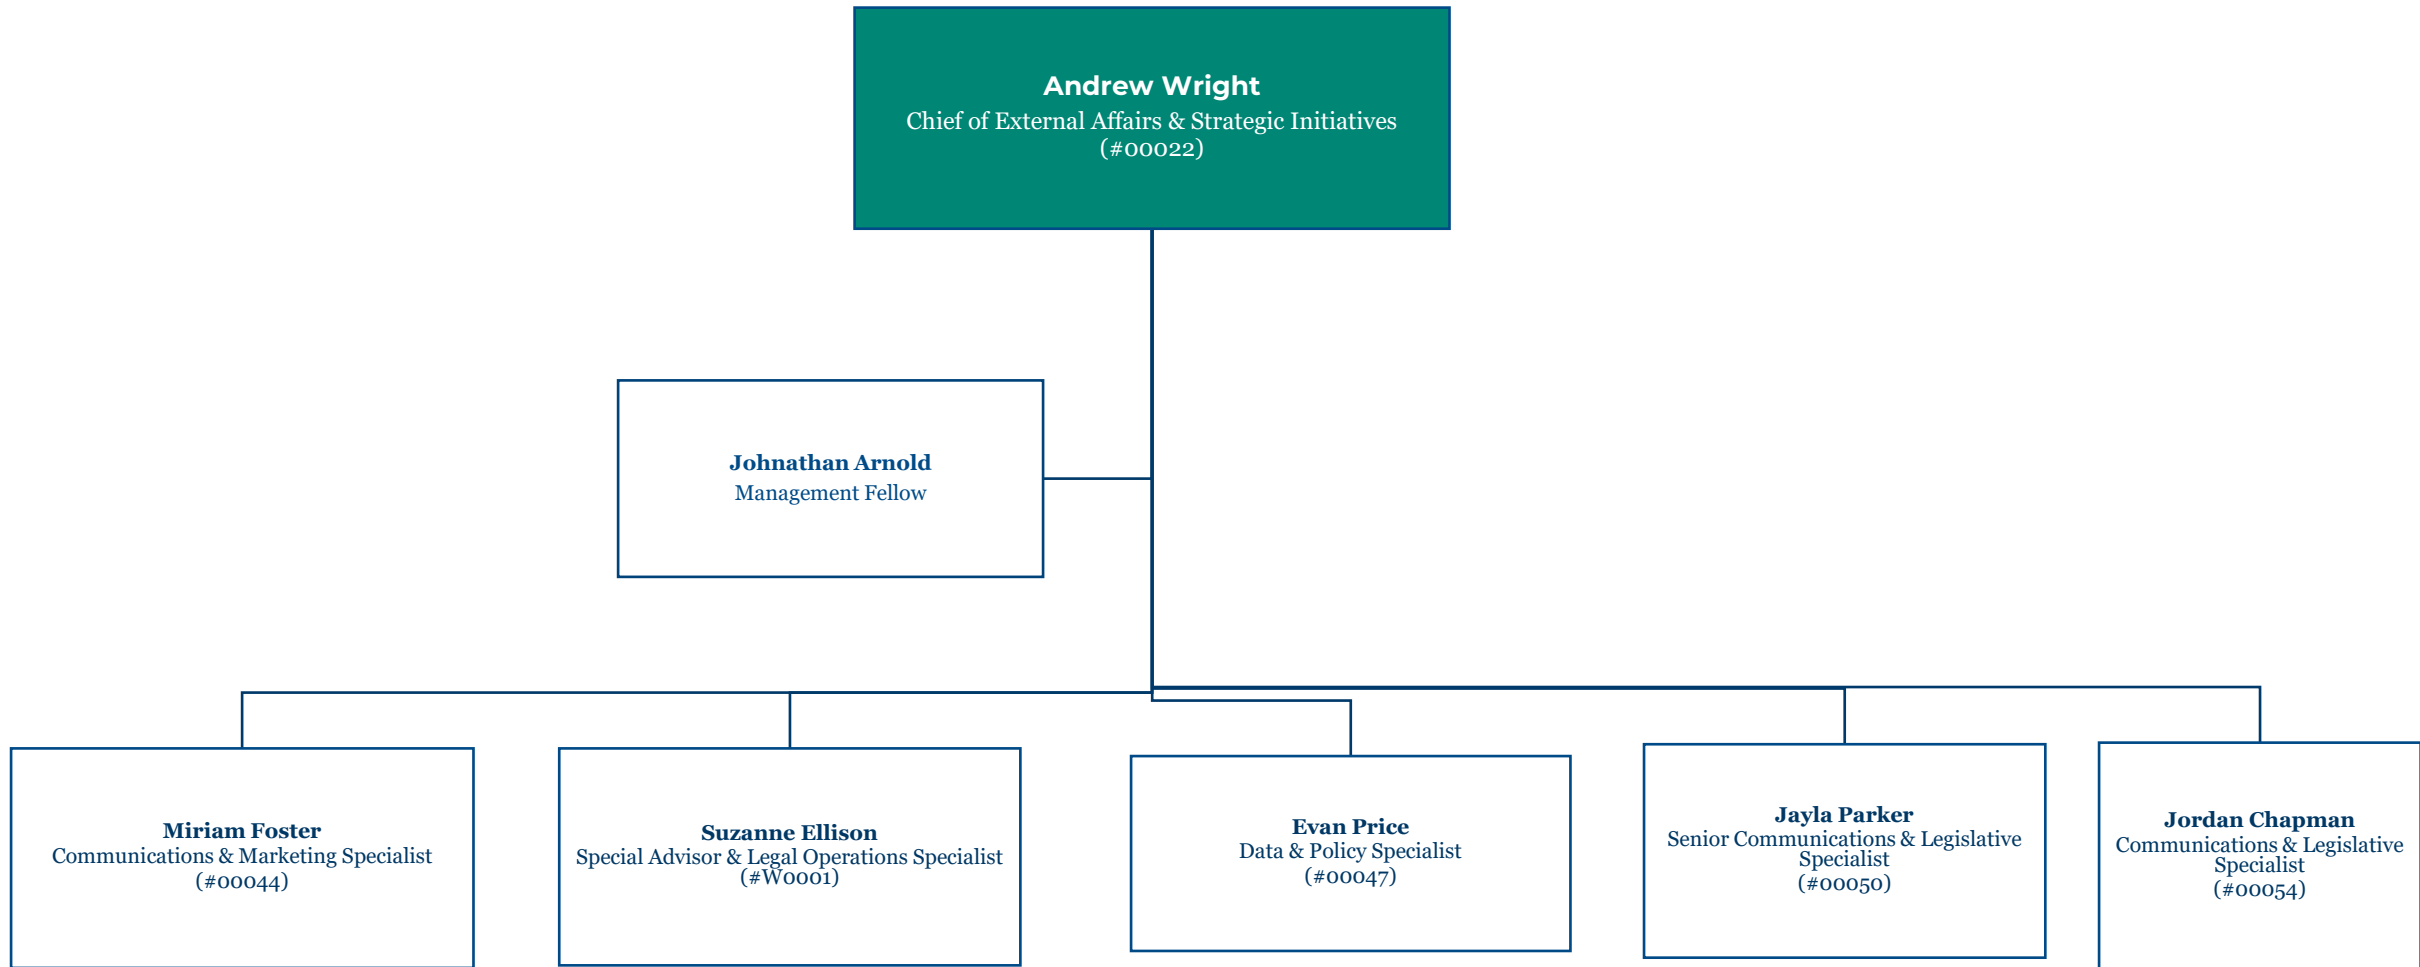 Andrew Wright
Chief of External Affairs & Strategic Initiatives
(#00022)
Johnathan Arnold
Management Fellow
Miriam Foster
Communications & Marketing Specialist
(#00044)
Suzanne Ellison
Special Advisor & Legal Operations Specialist
(#W0001)
Evan Price
Data & Policy Specialist
(#00047)
Jayla Parker
Senior Communications & Legislative
Specialist
(#00050)
Jordan Chapman
Communications & Legislative
Specialist
(#00054)